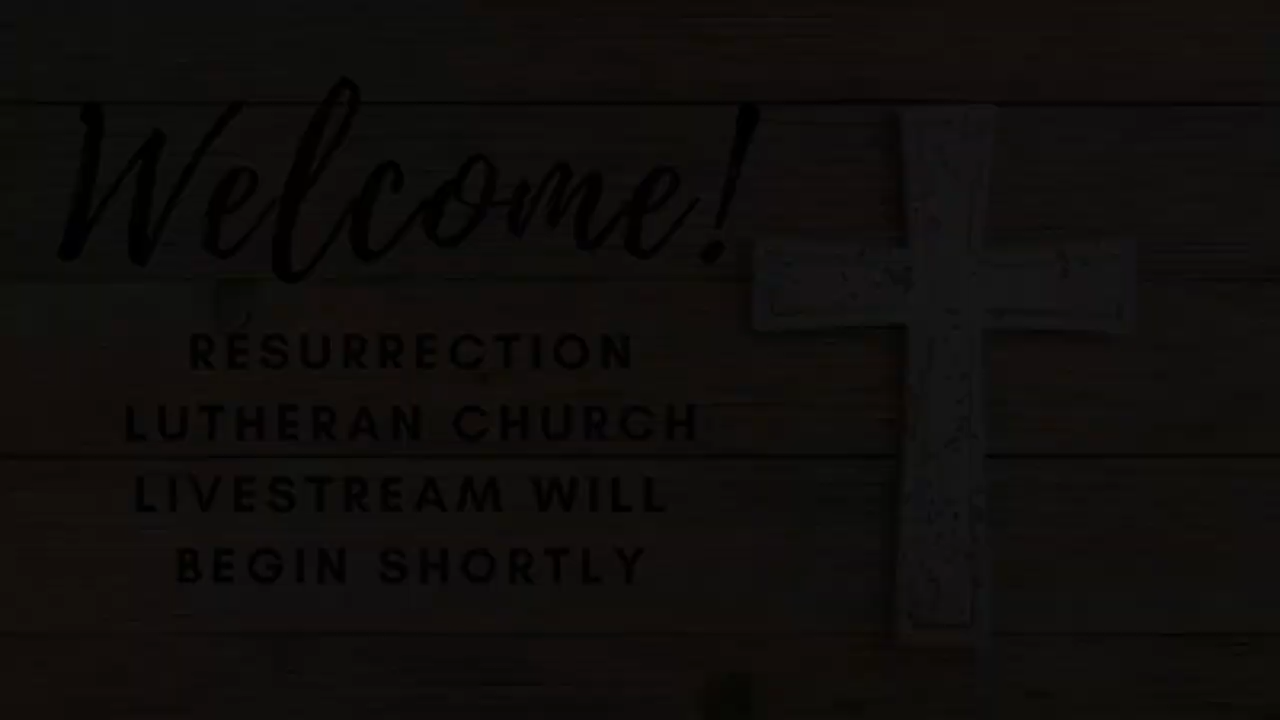 Welcome!
RESURRECTION
LUTHERAN CHURCH
LIVESTREAM WILL
BEGIN SHORTLY